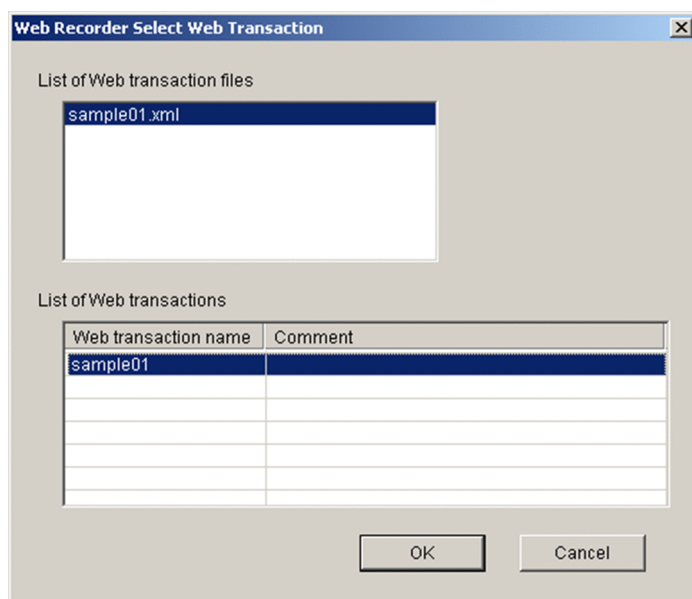 Web Recorder Select Web Transaction
List of Web transaction files
sample01.xml
List of Web transactions
Web transaction name Comment
sample01
OK Cancel